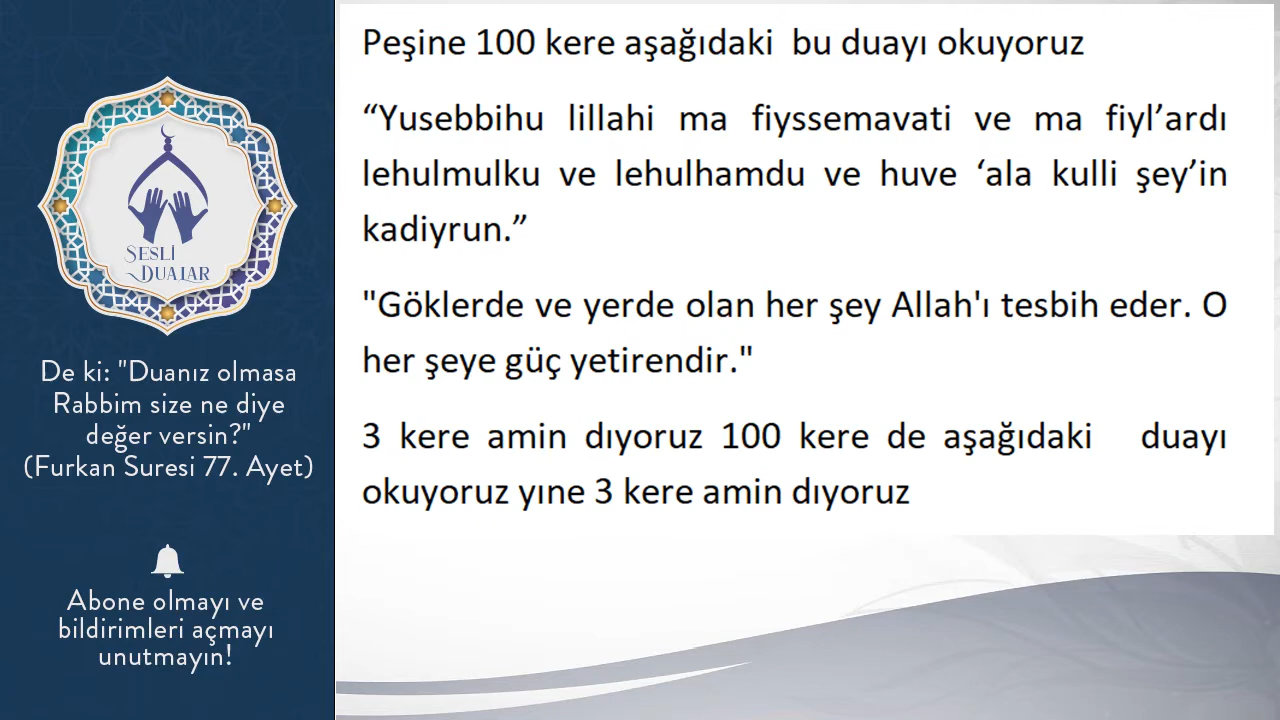 SESLİ
DUALAR
De ki: "Duanız olmasa
Rabbim size ne diye
değer versin?"
(Furkan Suresi 77. Ayet)
Abone olmayı ve
bildirimleri açmayı
unutmayın!
Peşine 100 kere aşağıdaki bu duayı okuyoruz
“Yusebbihu lillahi ma fiyssemavati ve ma fiyl’ardı
lehulmulku ve lehulhamdu ve huve ‘ala kulli şey’in
kadiyrun.”
"Göklerde ve yerde olan her şey Allah'ı tesbih eder. O
her şeye güç yetirendir."
3 kere amin dıyoruz 100 kere de aşağıdaki duayı
okuyoruz yıne 3 kere amin dıyoruz